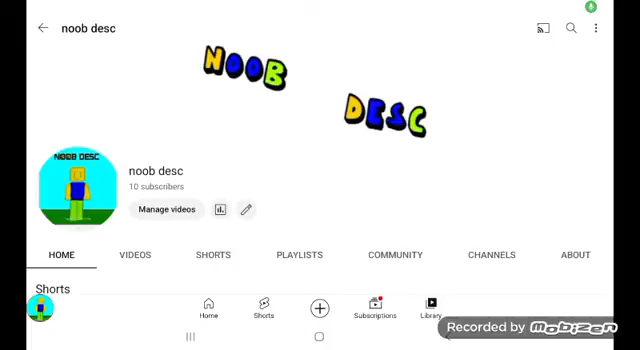 noob desc
NOOB
DESC
NOOB DESC
noob desc
10 subscribers
Manage videos
HOME VIDEOS SHORTS PLAYLISTS COMMUNITY CHANNELS ABOUT
Shorts
Home Shorts Subscriptions Library
Recorded by Mobizen